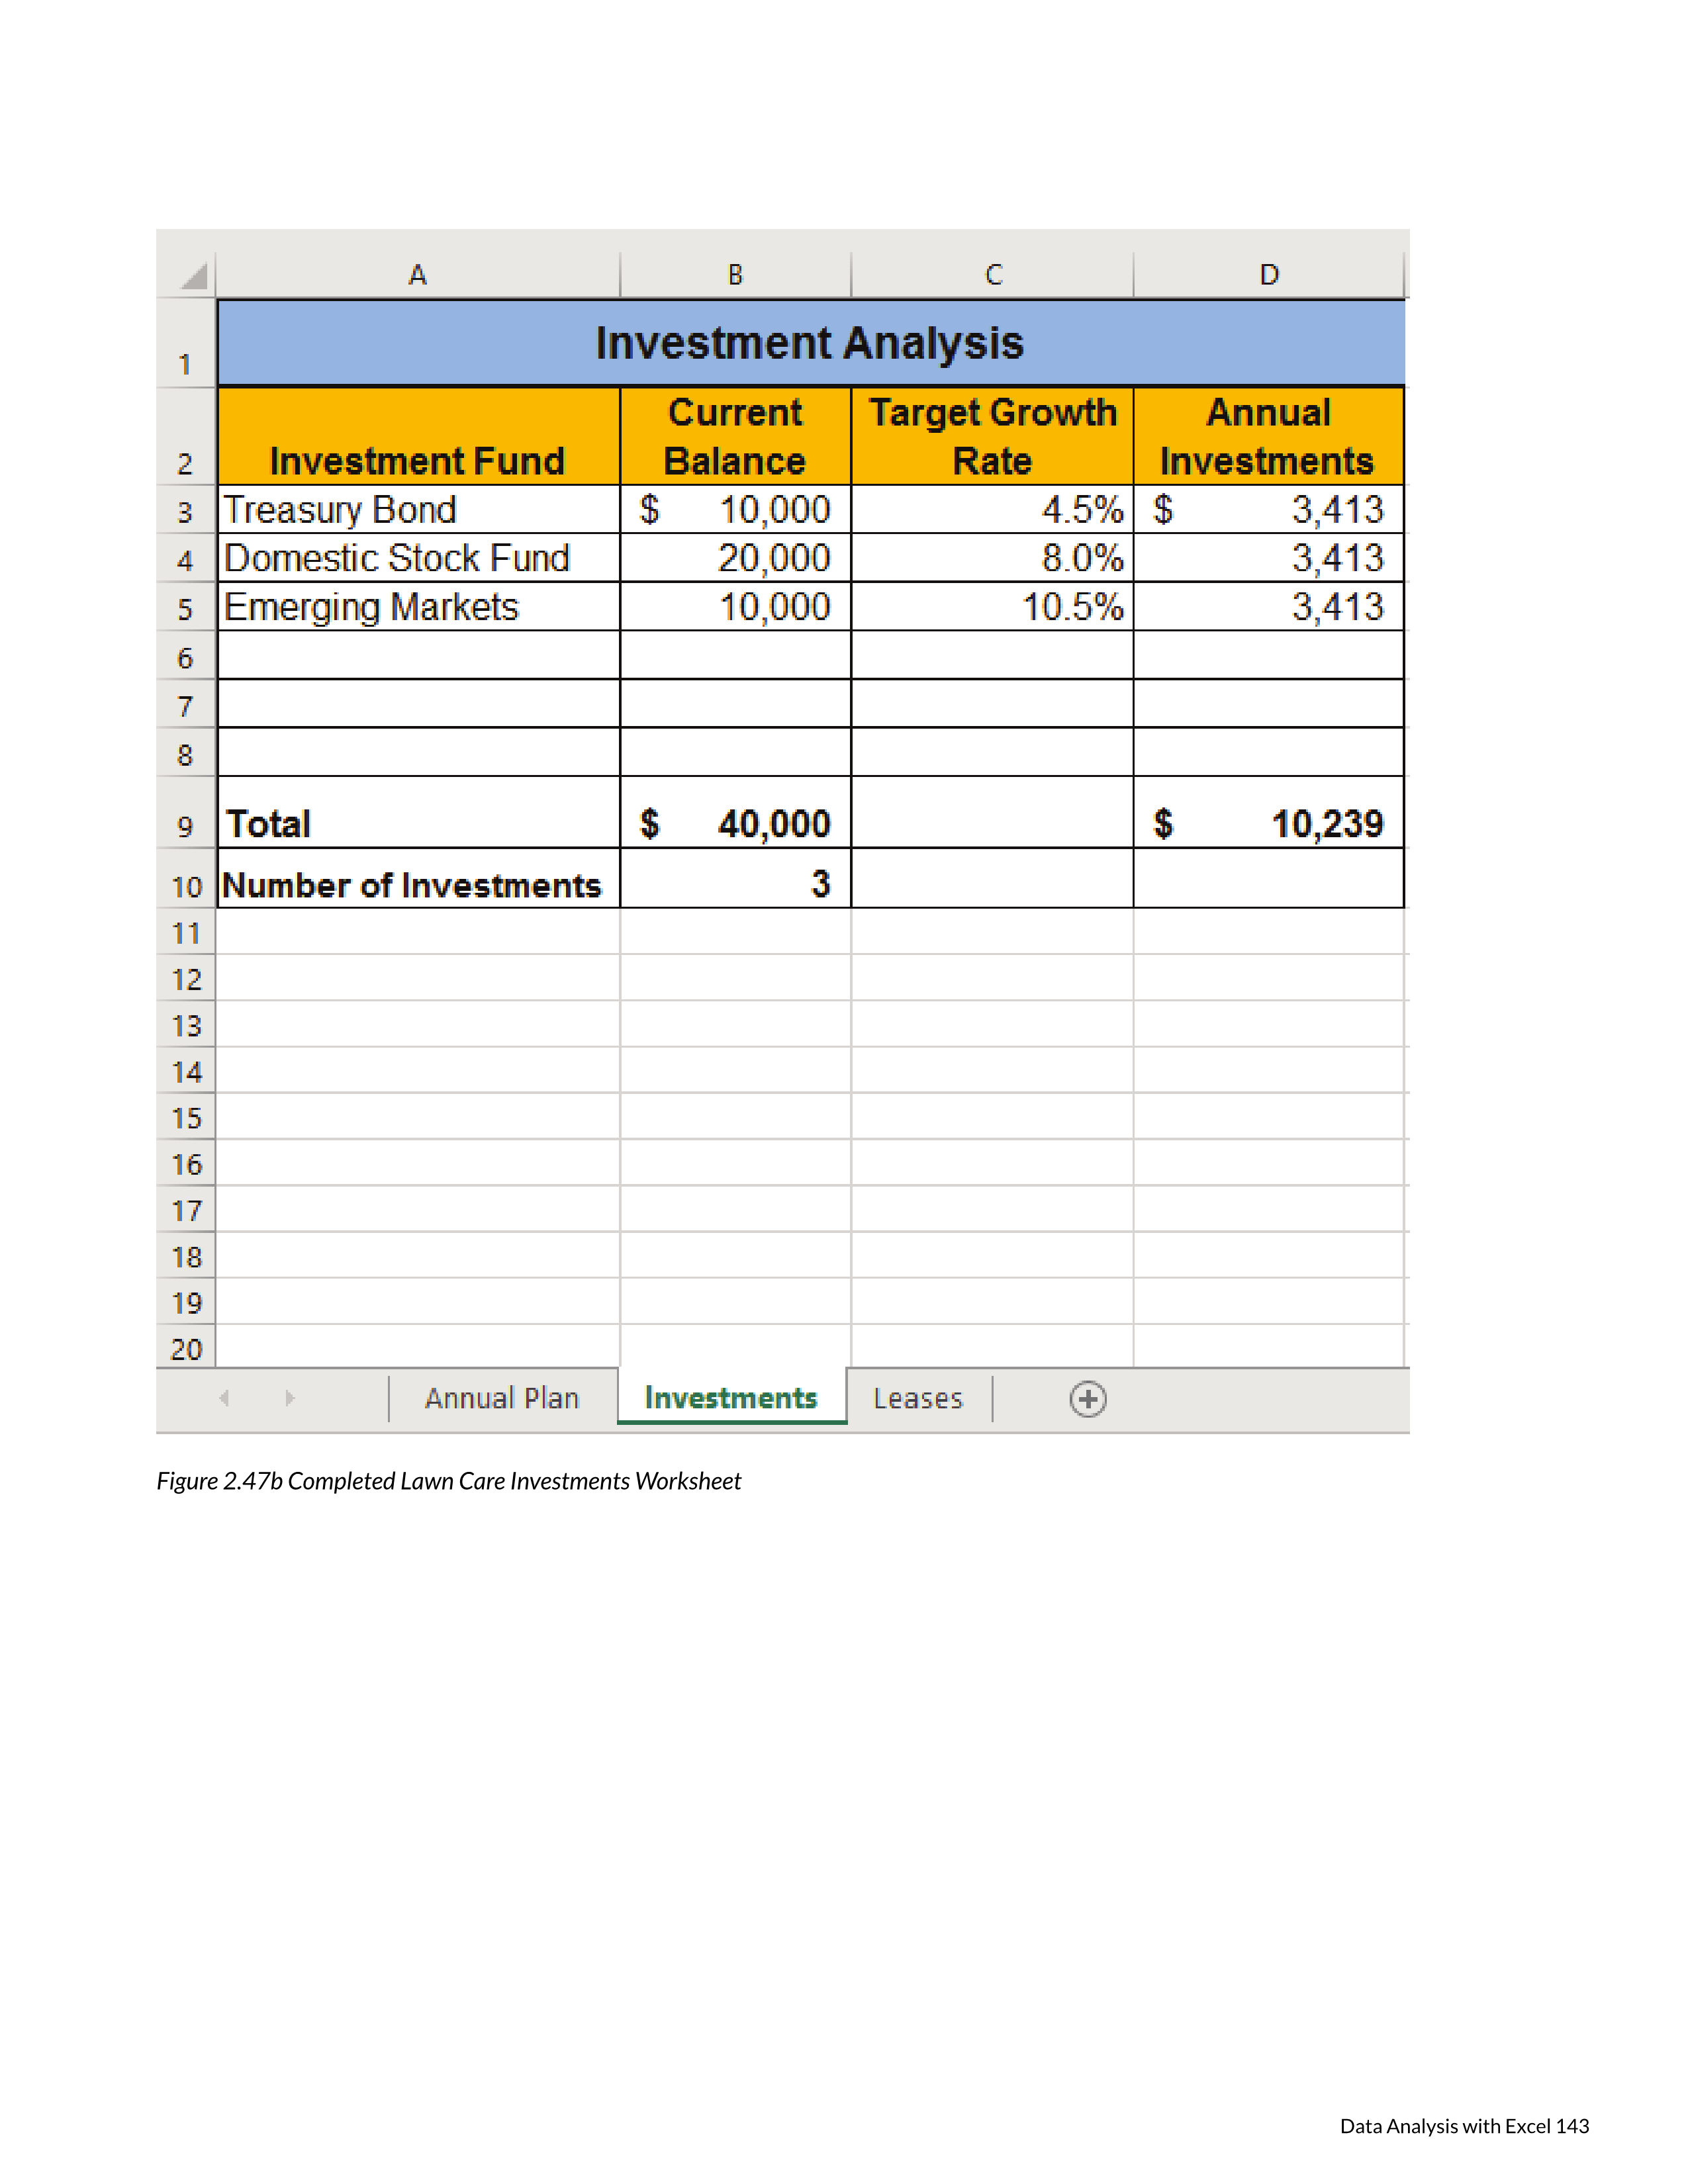 A B C D
1 Investment Analysis
Current Target Growth Annual
2 Investment Fund Balance Rate Investments
3 Treasury Bond $ 10,000 4.5% $ 3,413
4 Domestic Stock Fund 20,000 8.0% 3,413
5 Emerging Markets 10,000 10.5% 3,413
6
7
8
9 Total $ 40,000 $ 10,239
10 Number of Investments 3
11
12
13
14
15
16
17
18
19
20
Annual Plan Investments Leases
Figure 2.47b Completed Lawn Care Investments Worksheet
Data Analysis with Excel 143